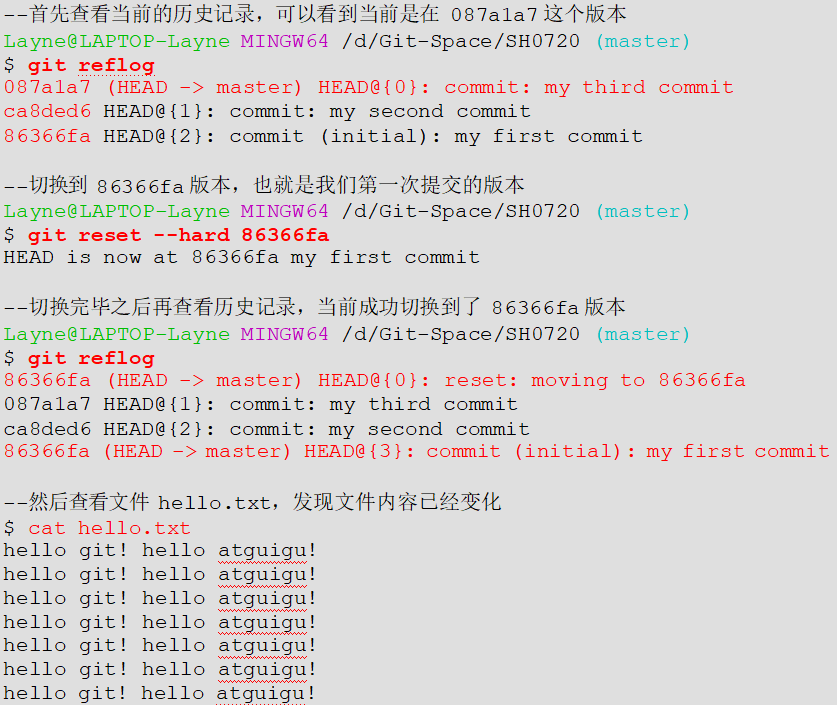 --首先查看当前的历史记录，可以看到当前是在 087a1a7 这个版本
Layne@LAPTOP-Layne MINGW64 /d/Git-Space/SH0720 (master)
$ git reflog
087a1a7 (HEAD -> master) HEAD@{0}: commit: my third commit
ca8ded6 HEAD@{1}: commit: my second commit
86366fa HEAD@{2}: commit (initial): my first commit
--切换到 86366fa 版本，也就是我们第一次提交的版本
Layne@LAPTOP-Layne MINGW64 /d/Git-Space/SH0720 (master)
$ git reset --hard 86366fa
HEAD is now at 86366fa my first commit
--切换完毕之后再查看历史记录，当前成功切换到了 86366fa 版本
Layne@LAPTOP-Layne MINGW64 /d/Git-Space/SH0720 (master)
$ git reflog
86366fa (HEAD -> master) HEAD@{0}: reset: moving to 86366fa
087a1a7 HEAD@{1}: commit: my third commit
ca8ded6 HEAD@{2}: commit: my second commit
86366fa (HEAD -> master) HEAD@{3}: commit (initial): my first commit
--然后查看文件 hello.txt，发现文件内容已经变化
$ cat hello.txt
hello git! hello atguigu!
hello git! hello atguigu!
hello git! hello atguigu!
hello git! hello atguigu!
hello git! hello atguigu!
hello git! hello atguigu!
hello git! hello atguigu!